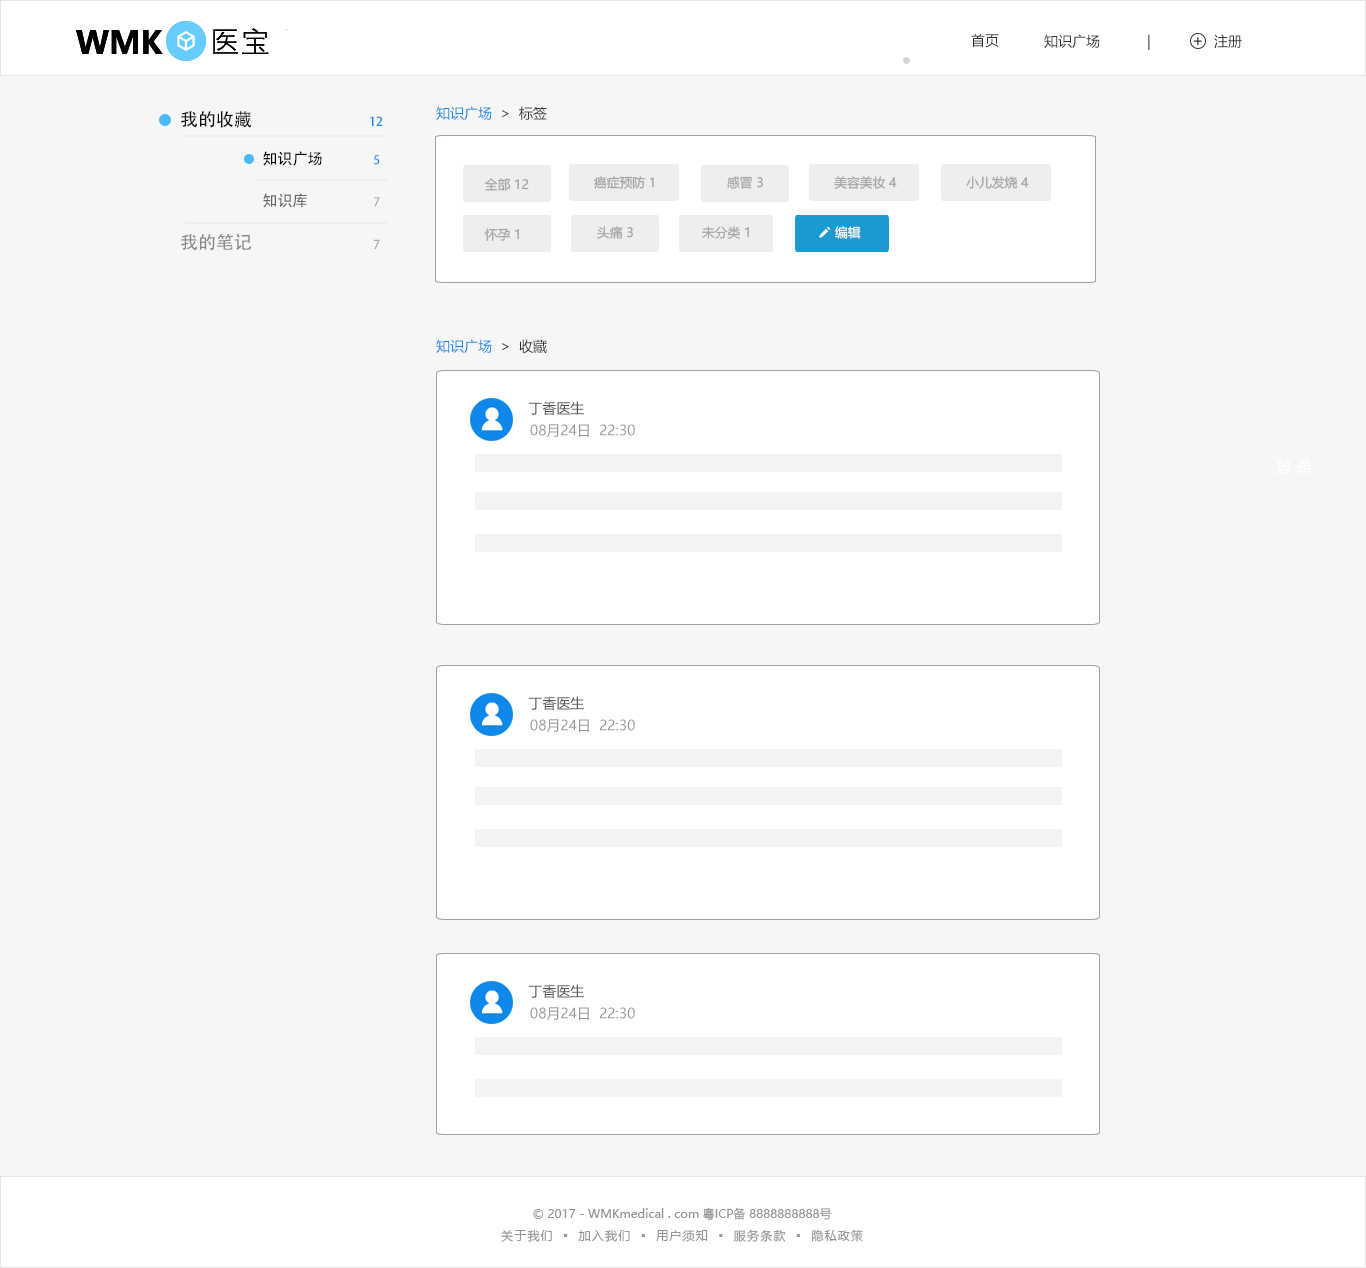 WMK 医宝
首页 知识广场 | 注册
我的收藏 12
知识广场 5
知识库 7
我的笔记 7
知识广场 > 标签
全部 12 癌症预防 1 感冒 3 美容美妆 4 小儿发烧 4
怀孕 1 头痛 3 未分类 1 编辑
知识广场 > 收藏
丁香医生
08月24日 22:30
登 录
丁香医生
08月24日 22:30
丁香医生
08月24日 22:30
© 2017 - WMKmedical . com 粤ICP备 8888888888号
关于我们 ▪ 加入我们 ▪ 用户须知 ▪ 服务条款 ▪ 隐私政策